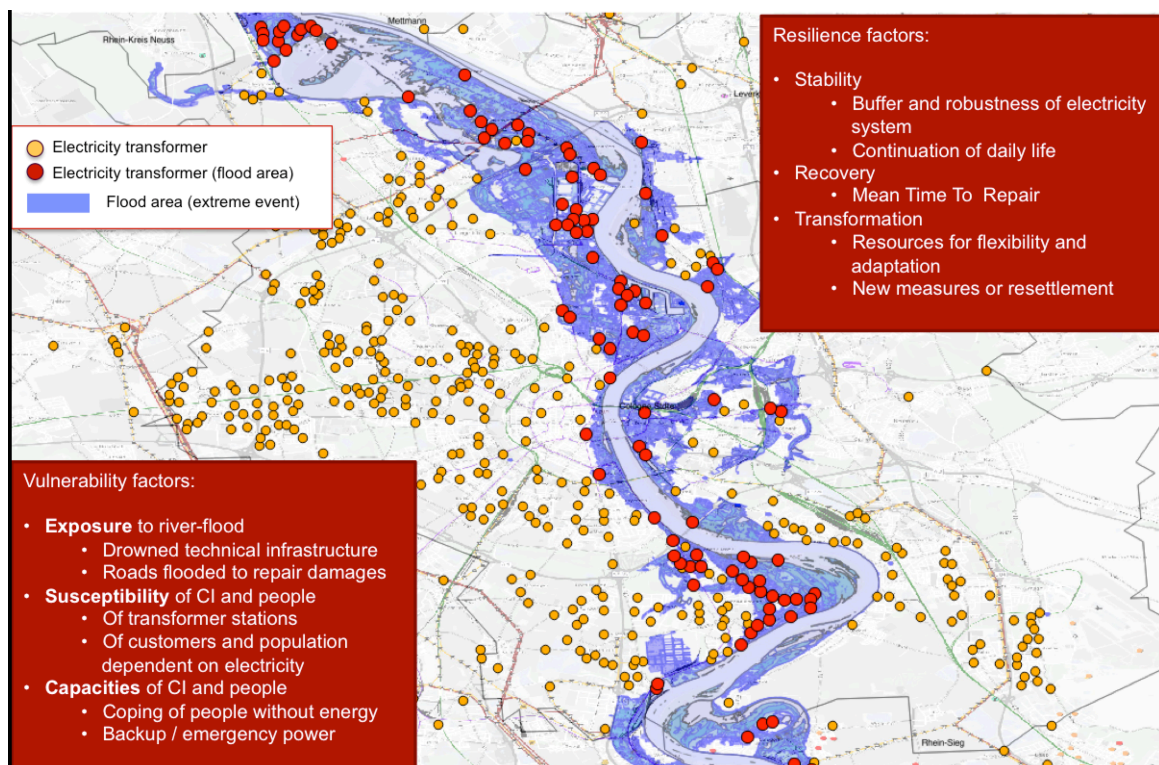 Mettmann
Rhein-Kreis Neuss
Electricity transformer
Electricity transformer (flood area)
Flood area (extreme event)
Resilience factors:
• Stability
• Buffer and robustness of electricity
system
• Continuation of daily life
• Recovery
• Mean Time To Repair
• Transformation
• Resources for flexibility and
adaptation
• New measures or resettlement
Vulnerability factors:
• Exposure to river-flood
• Drowned technical infrastructure
• Roads flooded to repair damages
• Susceptibility of CI and people
• Of transformer stations
• Of customers and population
dependent on electricity
• Capacities of CI and people
• Coping of people without energy
• Backup / emergency power
Rhein-Sieg